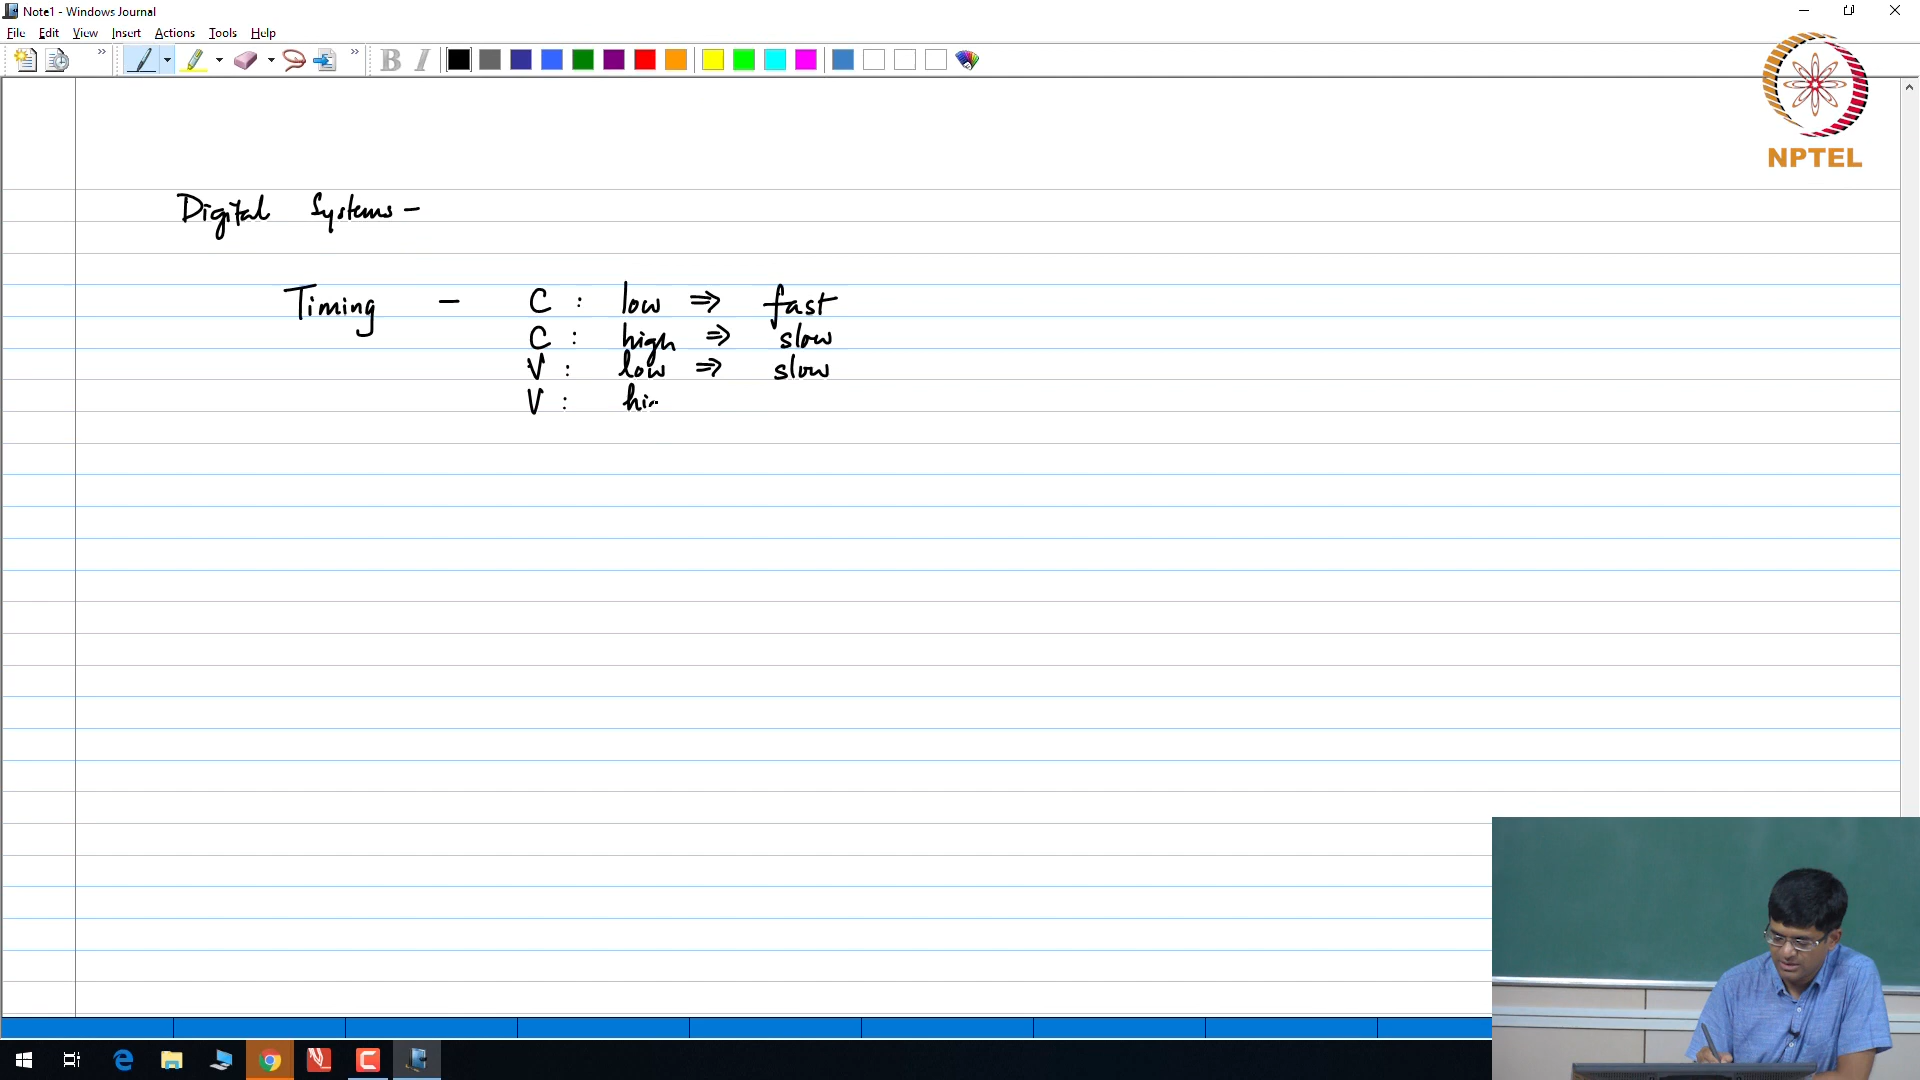 Note1 - Windows Journal
File Edit View Insert Actions Tools Help
B I
NPTEL
Digital Systems -
Timing - C : low ⇒ fast
C : high ⇒ slow
V : low ⇒ slow
V : hi